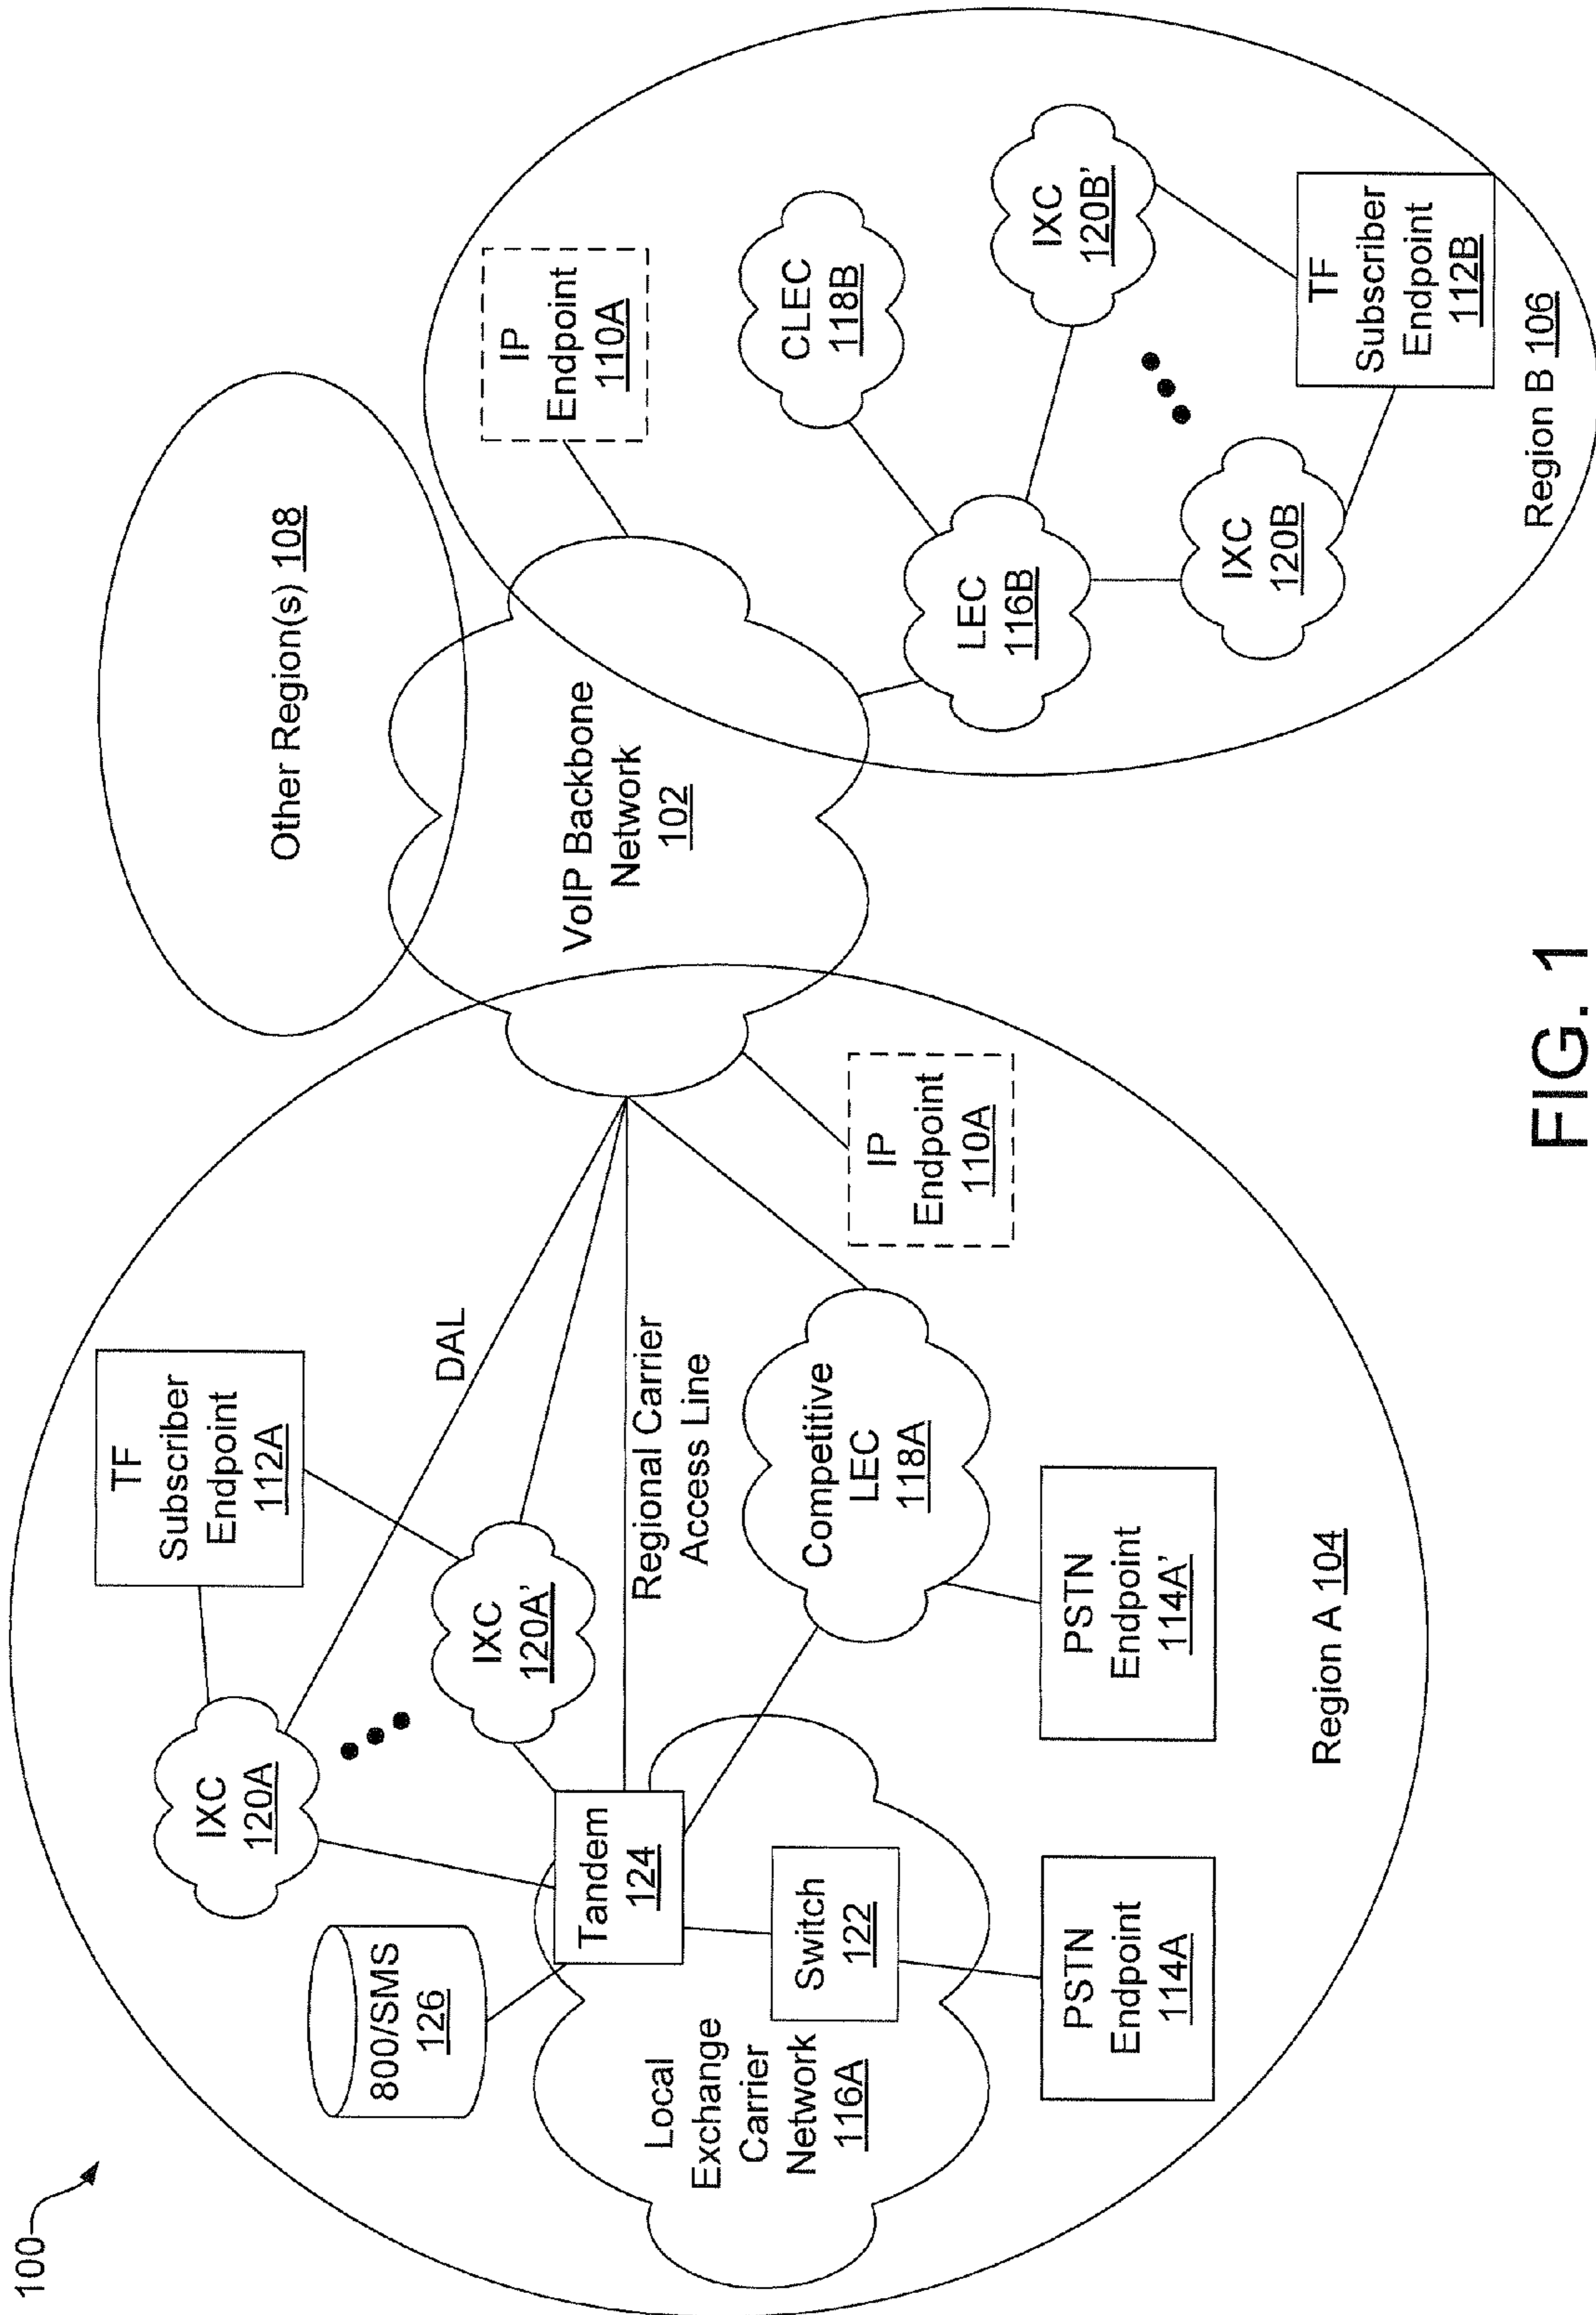 100
Other Region(s) 108
VoIP Backbone
Network
102
800/SMS
126
IXC
120A
TF
Subscriber
Endpoint
112A
DAL
IXC
120A'
Tandem
124
Regional Carrier
Access Line
Local
Exchange
Carrier
Network
116A
Switch
122
Competitive
LEC
118A
IP
Endpoint
110A
PSTN
Endpoint
114A
PSTN
Endpoint
114A'
Region A 104
IP
Endpoint
110A
CLEC
118B
LEC
116B
IXC
120B'
IXC
120B
TF
Subscriber
Endpoint
112B
Region B 106
FIG. 1